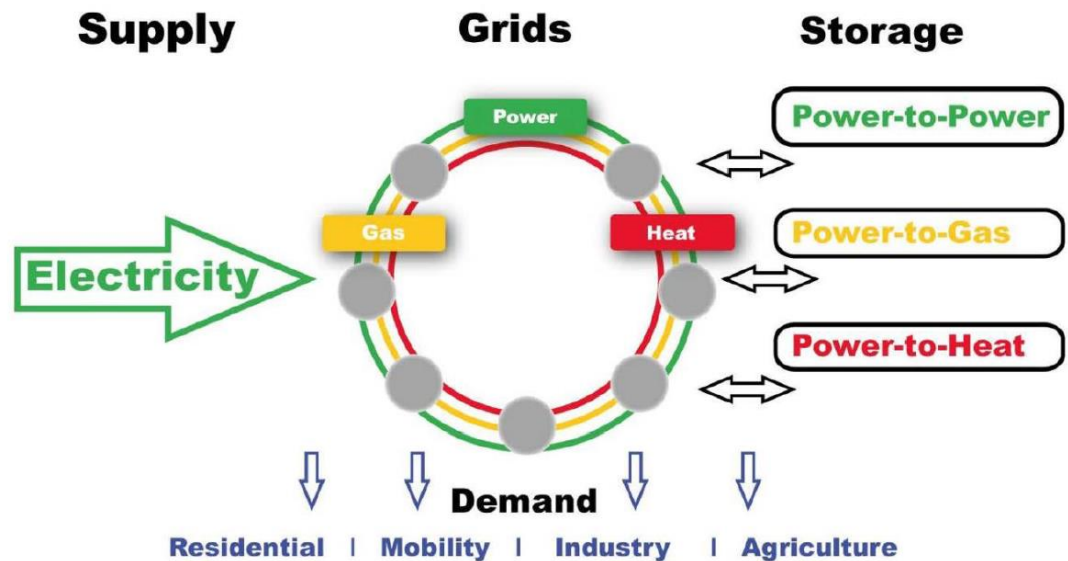 Supply Grids Storage
Power
Power-to-Power
Gas
Heat
Power-to-Gas
Electricity
Power-to-Heat
Demand
Residential | Mobility | Industry | Agriculture